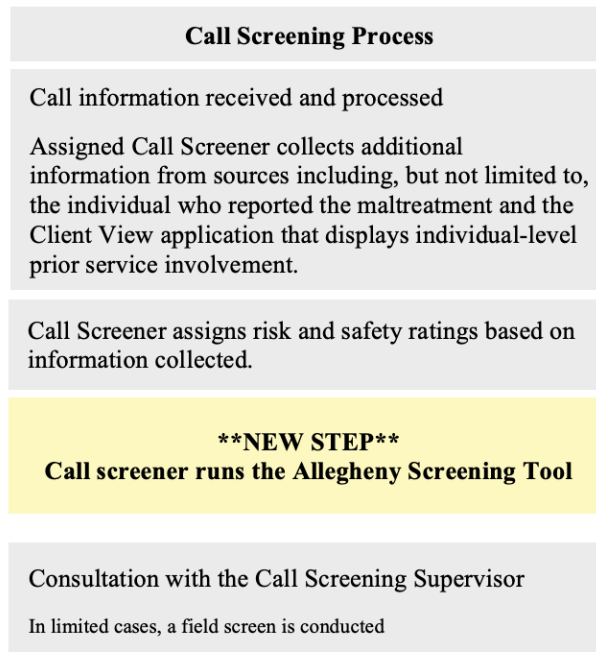 Call Screening Process
Call information received and processed
Assigned Call Screener collects additional
information from sources including, but not limited to,
the individual who reported the maltreatment and the
Client View application that displays individual-level
prior service involvement.
Call Screener assigns risk and safety ratings based on
information collected.
**NEW STEP**
Call screener runs the Allegheny Screening Tool
Consultation with the Call Screening Supervisor
In limited cases, a field screen is conducted